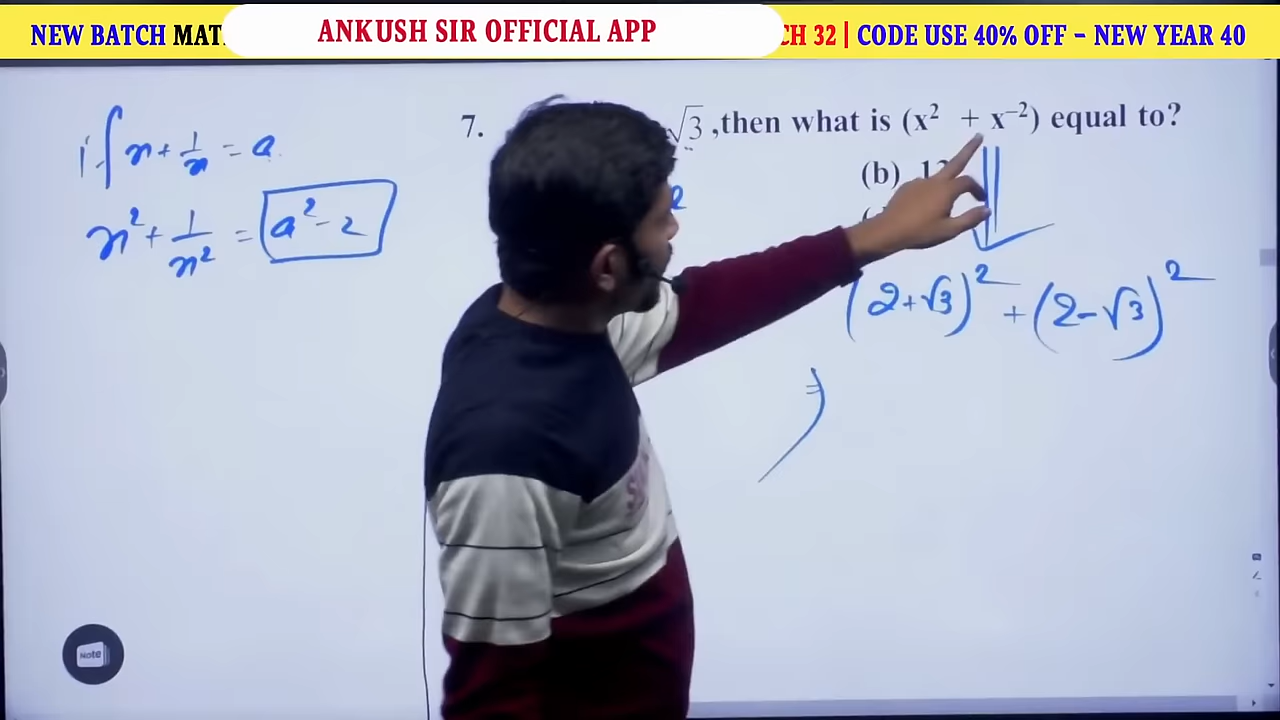 NEW BATCH MAT
ANKUSH SIR OFFICIAL APP
CH 32 | CODE USE 40% OFF – NEW YEAR 40
7. √3 ,then what is (x² + x⁻²) equal to?
(b)
if x + 1/x = a
x² + 1/x² = a² - 2
2
(2+√3)² + (2-√3)²
Note